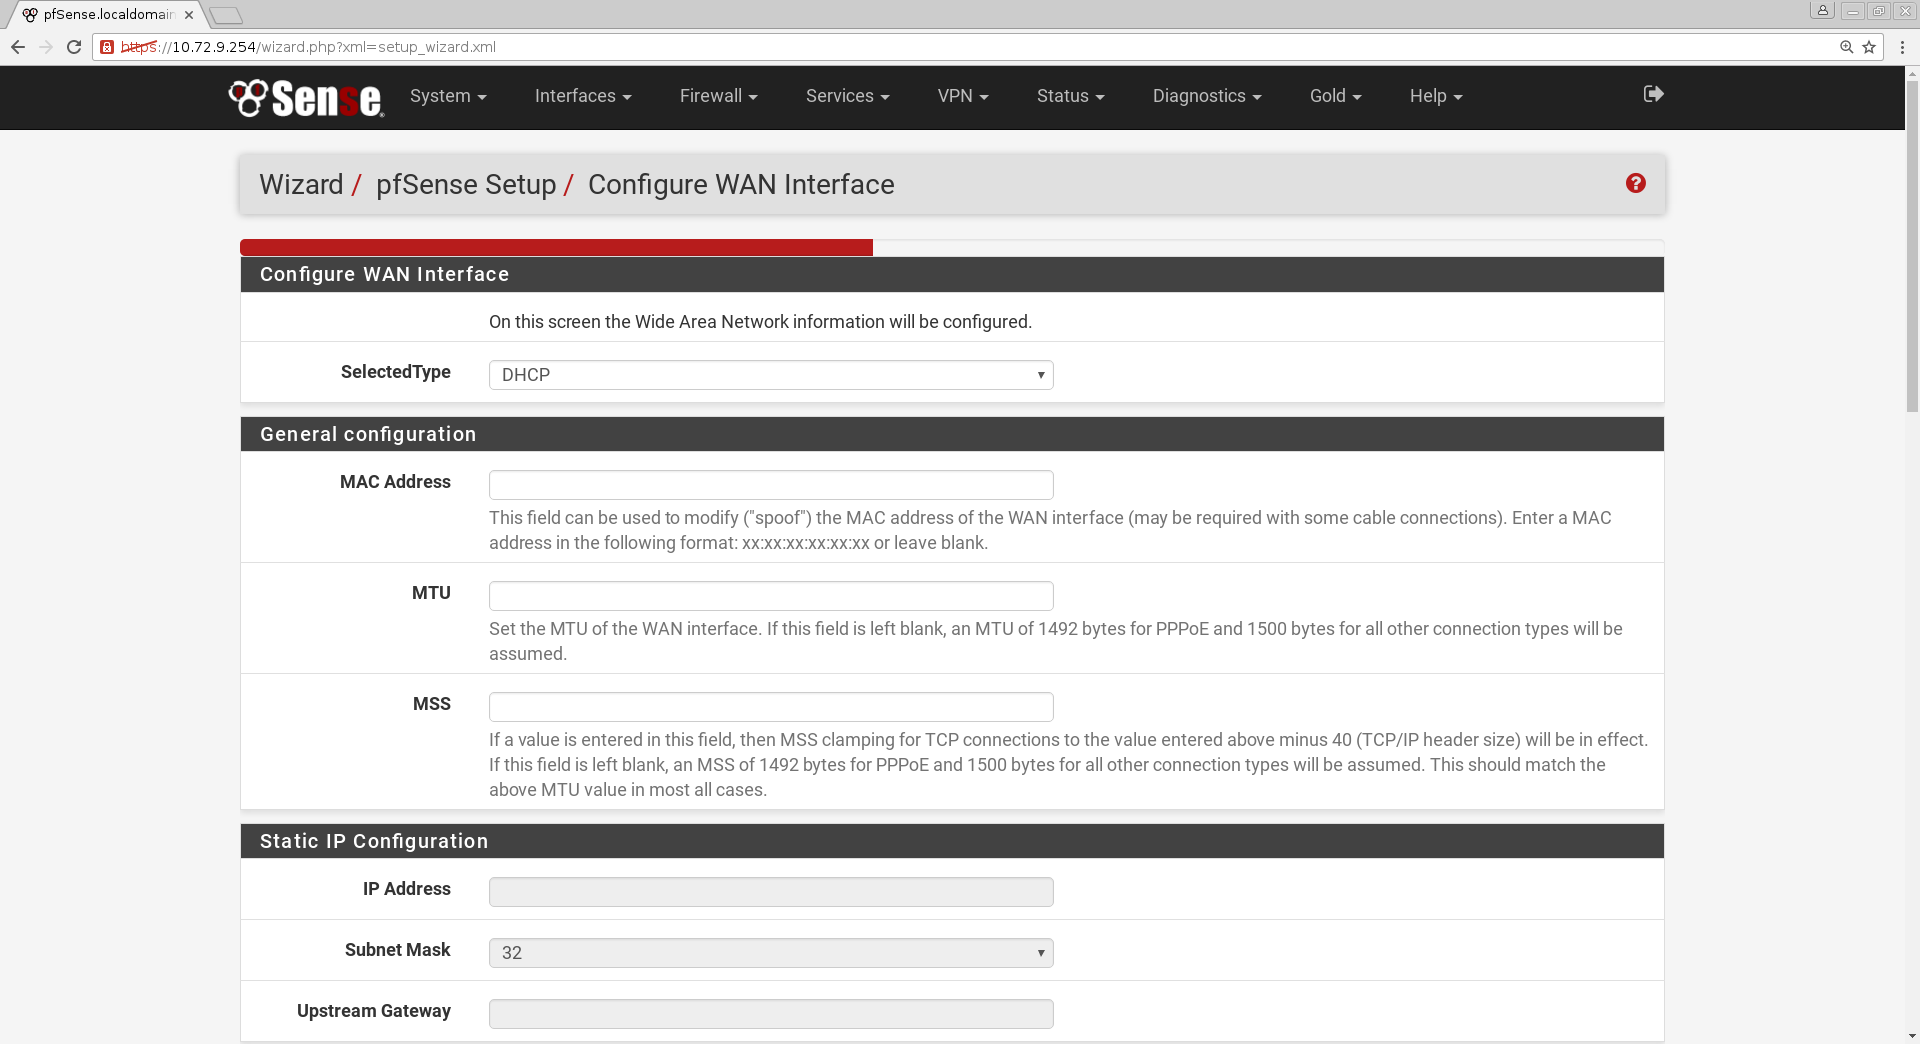 pfSense.localdomain
https://10.72.9.254/wizard.php?xml=setup_wizard.xml
Sense
System
Interfaces
Firewall
Services
VPN
Status
Diagnostics
Gold
Help
Wizard / pfSense Setup / Configure WAN Interface
Configure WAN Interface
On this screen the Wide Area Network information will be configured.
SelectedType
DHCP
General configuration
MAC Address
This field can be used to modify ("spoof") the MAC address of the WAN interface (may be required with some cable connections). Enter a MAC
address in the following format: xx:xx:xx:xx:xx:xx or leave blank.
MTU
Set the MTU of the WAN interface. If this field is left blank, an MTU of 1492 bytes for PPPoE and 1500 bytes for all other connection types will be
assumed.
MSS
If a value is entered in this field, then MSS clamping for TCP connections to the value entered above minus 40 (TCP/IP header size) will be in effect.
If this field is left blank, an MSS of 1492 bytes for PPPoE and 1500 bytes for all other connection types will be assumed. This should match the
above MTU value in most all cases.
Static IP Configuration
IP Address
Subnet Mask
32
Upstream Gateway